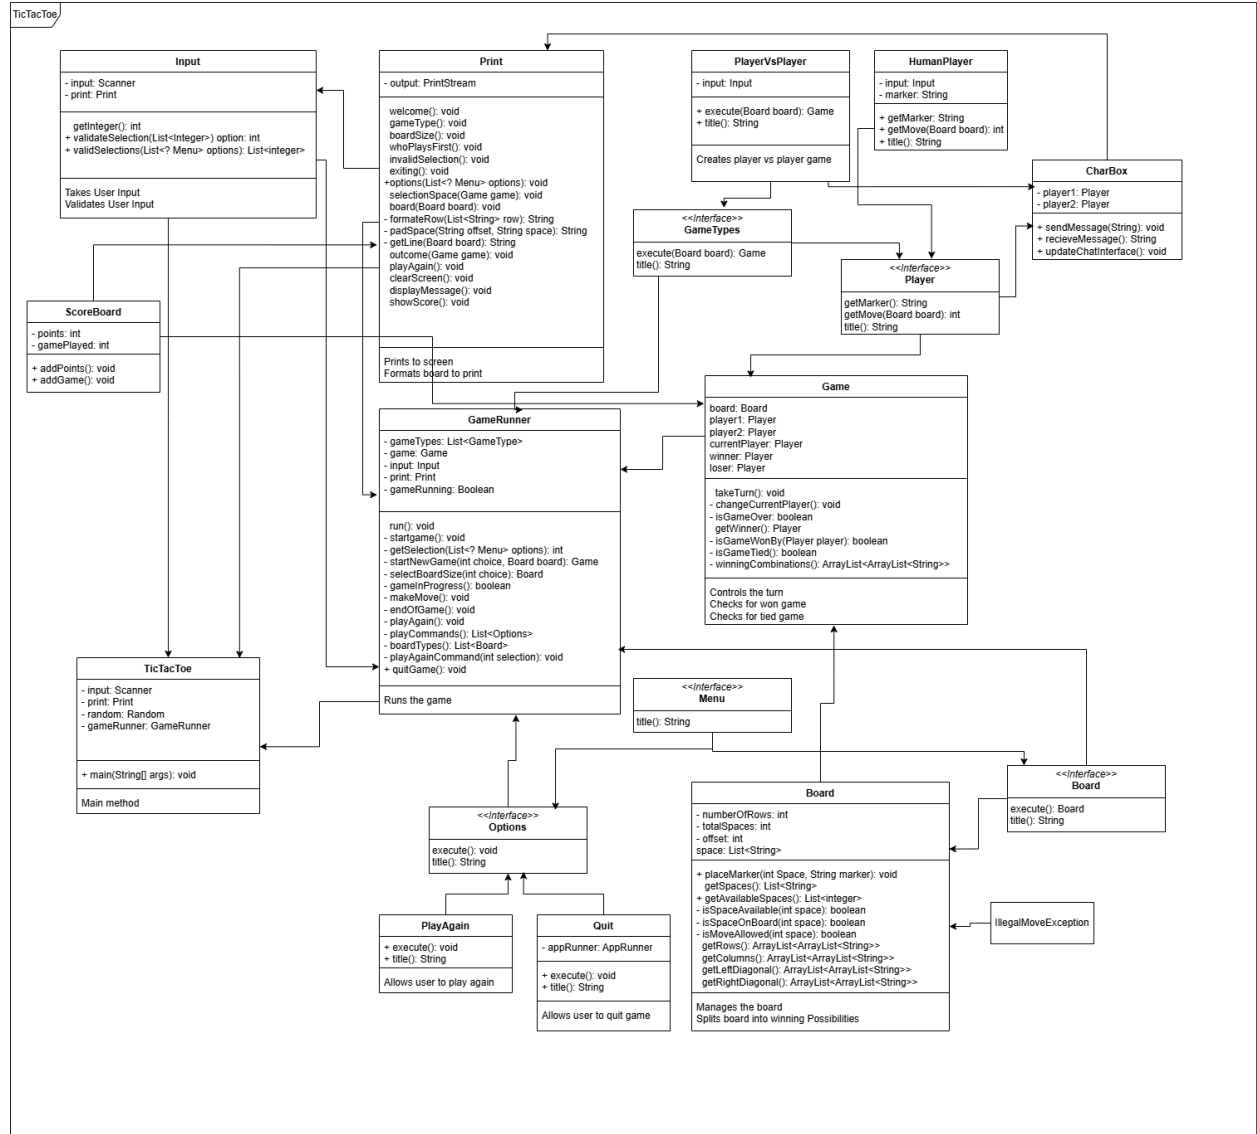 TicTacToe
Input
- input: Scanner
- print: Print
getInteger(): int
+ validateSelection(List<Integer>) option: int
+ validSelections(List<? Menu> options): List<integer>
Takes User Input
Validates User Input
Print
- output: PrintStream
welcome(): void
gameType(): void
boardSize(): void
whoPlaysFirst(): void
invalidSelection(): void
exiting(): void
+options(List<? Menu> options): void
selectionSpace(Game game): void
board(Board board): void
- formateRow(List<String> row): String
- padSpace(String offset, String space): String
- getLine(Board board): String
outcome(Game game): void
playAgain(): void
clearScreen(): void
displayMessage(): void
showScore(): void
Prints to screen
Formats board to print
PlayerVsPlayer
- input: Input
+ execute(Board board): Game
+ title(): String
Creates player vs player game
HumanPlayer
- input: Input
- marker: String
+ getMarker: String
+ getMove(Board board): int
+ title(): String
CharBox
- player1: Player
- player2: Player
+ sendMessage(String): void
+ recieveMessage(): String
+ updateChatInterface(): void
<<Interface>>
GameTypes
execute(Board board): Game
title(): String
<<Interface>>
Player
getMarker(): String
getMove(Board board): int
title(): String
ScoreBoard
- points: int
- gamePlayed: int
+ addPoints(): void
+ addGame(): void
GameRunner
- gameTypes: List<GameType>
- game: Game
- input: Input
- print: Print
- gameRunning: Boolean
run(): void
- startgame(): void
- getSelection(List<? Menu> options): int
- startNewGame(int choice, Board board): Game
- selectBoardSize(int choice): Board
- gameInProgress(): boolean
- makeMove(): void
- endOfGame(): void
- playAgain(): void
- playCommands(): List<Options>
- boardTypes(): List<Board>
- playAgainCommand(int selection): void
+ quitGame(): void
Runs the game
Game
board: Board
player1: Player
player2: Player
currentPlayer: Player
winner: Player
loser: Player
takeTurn(): void
- changeCurrentPlayer(): void
- isGameOver: boolean
getWinner(): Player
- isGameWonBy(Player player): boolean
- isGameTied(): boolean
- winningCombinations(): ArrayList<ArrayList<String>>
Controls the turn
Checks for won game
Checks for tied game
TicTacToe
- input: Scanner
- print: Print
- random: Random
- gameRunner: GameRunner
+ main(String[] args): void
Main method
<<Interface>>
Menu
title(): String
<<Interface>>
Options
execute(): void
title(): String
<<Interface>>
Board
execute(): Board
title(): String
Board
- numberOfRows: int
- totalSpaces: int
- offset: int
space: List<String>
+ placeMarker(int Space, String marker): void
getSpaces(): List<String>
+ getAvailableSpaces(): List<integer>
- isSpaceAvailable(int space): boolean
- isSpaceOnBoard(int space): boolean
- isMoveAllowed(int space): boolean
getRows(): ArrayList<ArrayList<String>>
getColumns(): ArrayList<ArrayList<String>>
getLeftDiagonal(): ArrayList<ArrayList<String>>
getRightDiagonal(): ArrayList<ArrayList<String>>
Manages the board
Splits board into winning Possibilities
IllegalMoveException
PlayAgain
+ execute(): void
+ title(): String
Allows user to play again
Quit
- appRunner: AppRunner
+ execute(): void
+ title(): String
Allows user to quit game